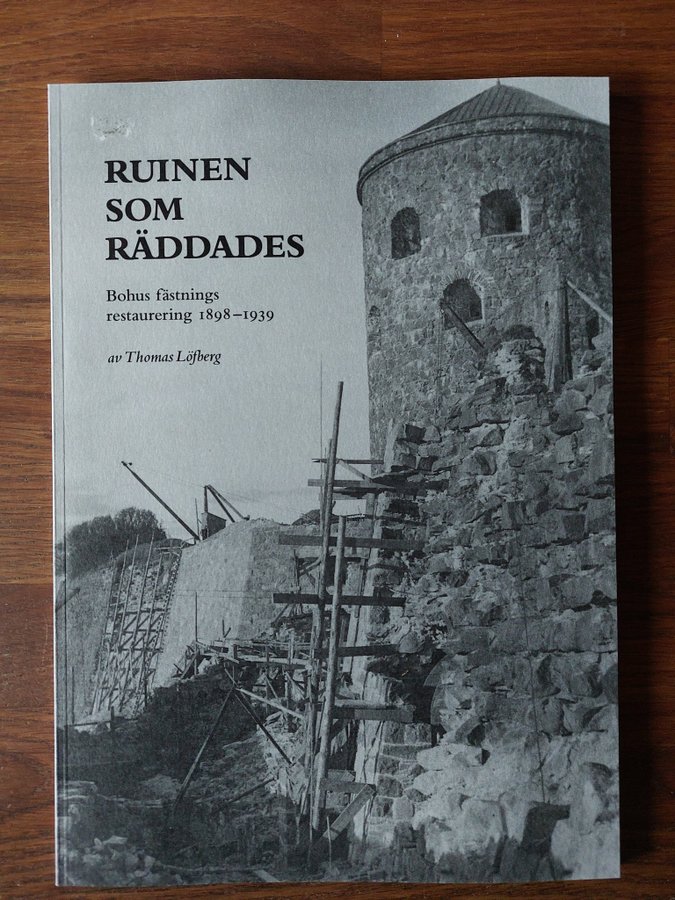 RUINEN
SOM
RÄDDADES
Bohus fästnings
restaurering 1898–1939
av Thomas Löfberg